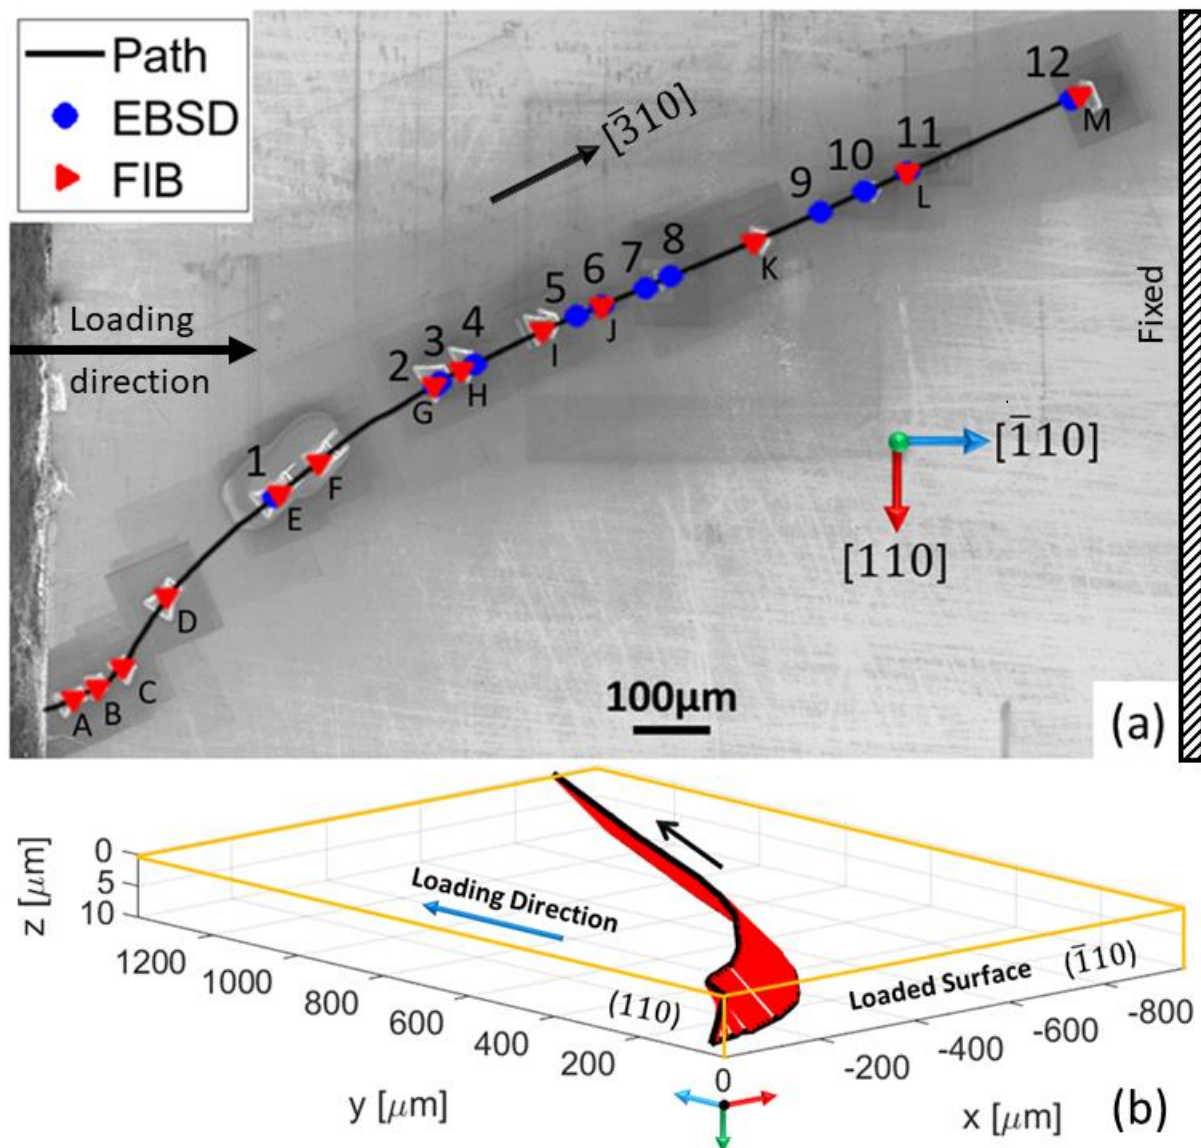 Path
EBSD
FIB
[3̅10]
12
M
11
L
10
9
8
K
7
6
J
5
I
4
3
H
2
G
Loading
direction
Fixed
1
F
E
[1̅10]
[110]
D
C
B
A
100μm
(a)
z [μm]
0
5
10
Loading Direction
1200
1000
800
600
400
200
0
y [μm]
(110)
Loaded Surface
(1̅10)
-200
-400
-600
-800
x [μm]
(b)